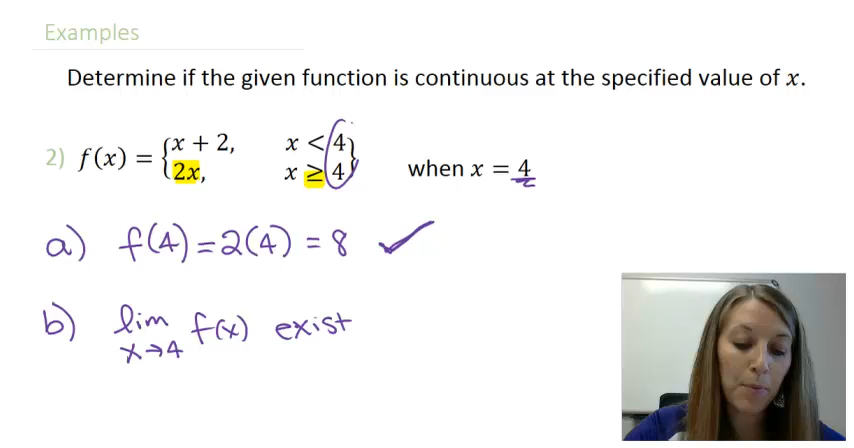 Examples
Determine if the given function is continuous at the specified value of x.
2) f(x) = {x + 2, x < 4
2x, x ≥ 4} when x = 4
a) f(4) = 2(4) = 8 ✓
b) lim x→4 f(x) exist